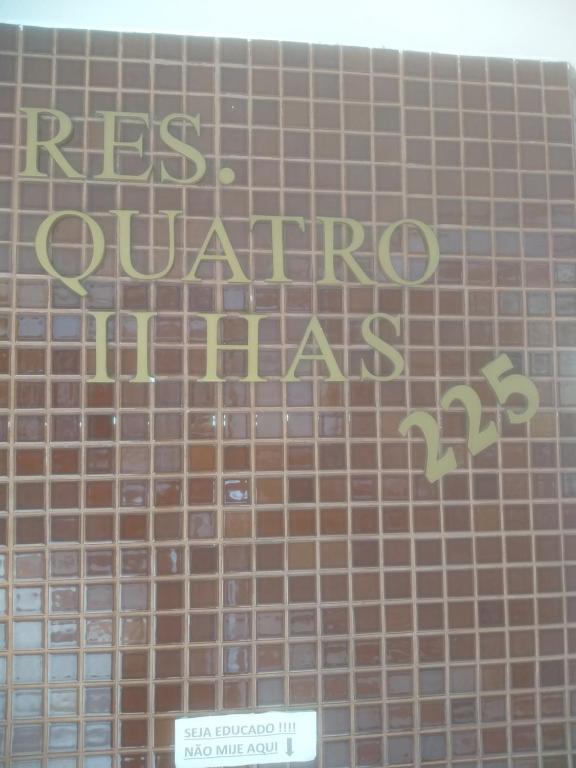 RES.
QUATRO
II HAS
225
SEJA EDUCADO !!!!
NÃO MIJE AQUI ↓